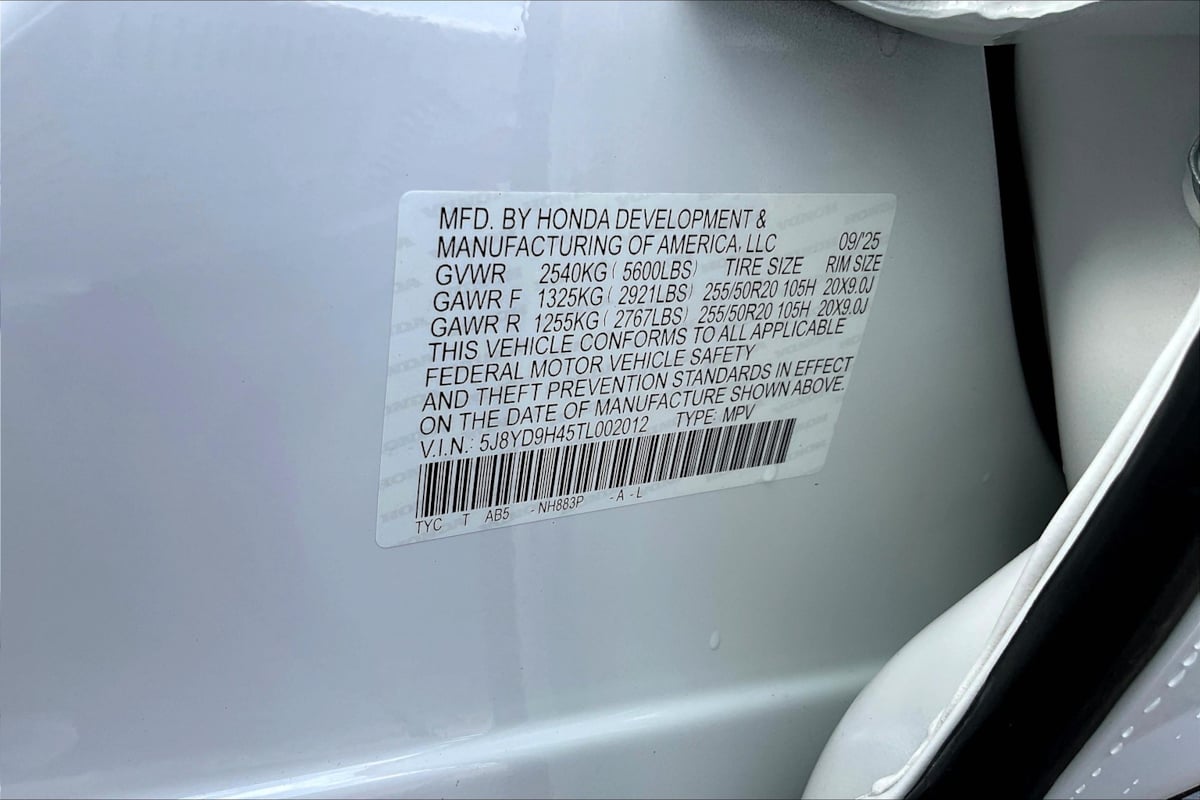 MFD. BY HONDA DEVELOPMENT &
MANUFACTURING OF AMERICA, LLC 09/'25
GVWR 2540KG ( 5600LBS) TIRE SIZE RIM SIZE
GAWR F 1325KG ( 2921LBS) 255/50R20 105H 20X9.0J
GAWR R 1255KG ( 2767LBS) 255/50R20 105H 20X9.0J
THIS VEHICLE CONFORMS TO ALL APPLICABLE
FEDERAL MOTOR VEHICLE SAFETY
AND THEFT PREVENTION STANDARDS IN EFFECT
ON THE DATE OF MANUFACTURE SHOWN ABOVE.
V.I.N.: 5J8YD9H45TL002012 TYPE: MPV
TYC T AB5 - NH883P - A - L